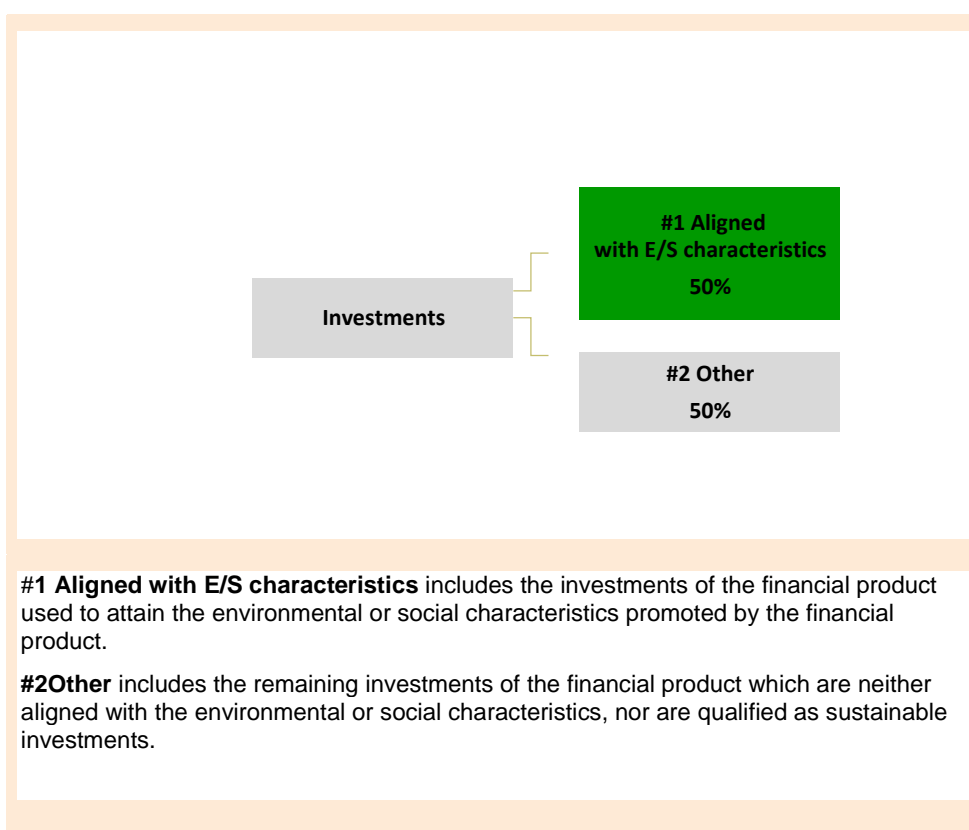 #1 Aligned
with E/S characteristics
50%
Investments
#2 Other
50%
#1 Aligned with E/S characteristics includes the investments of the financial product
used to attain the environmental or social characteristics promoted by the financial
product.
#2Other includes the remaining investments of the financial product which are neither
aligned with the environmental or social characteristics, nor are qualified as sustainable
investments.